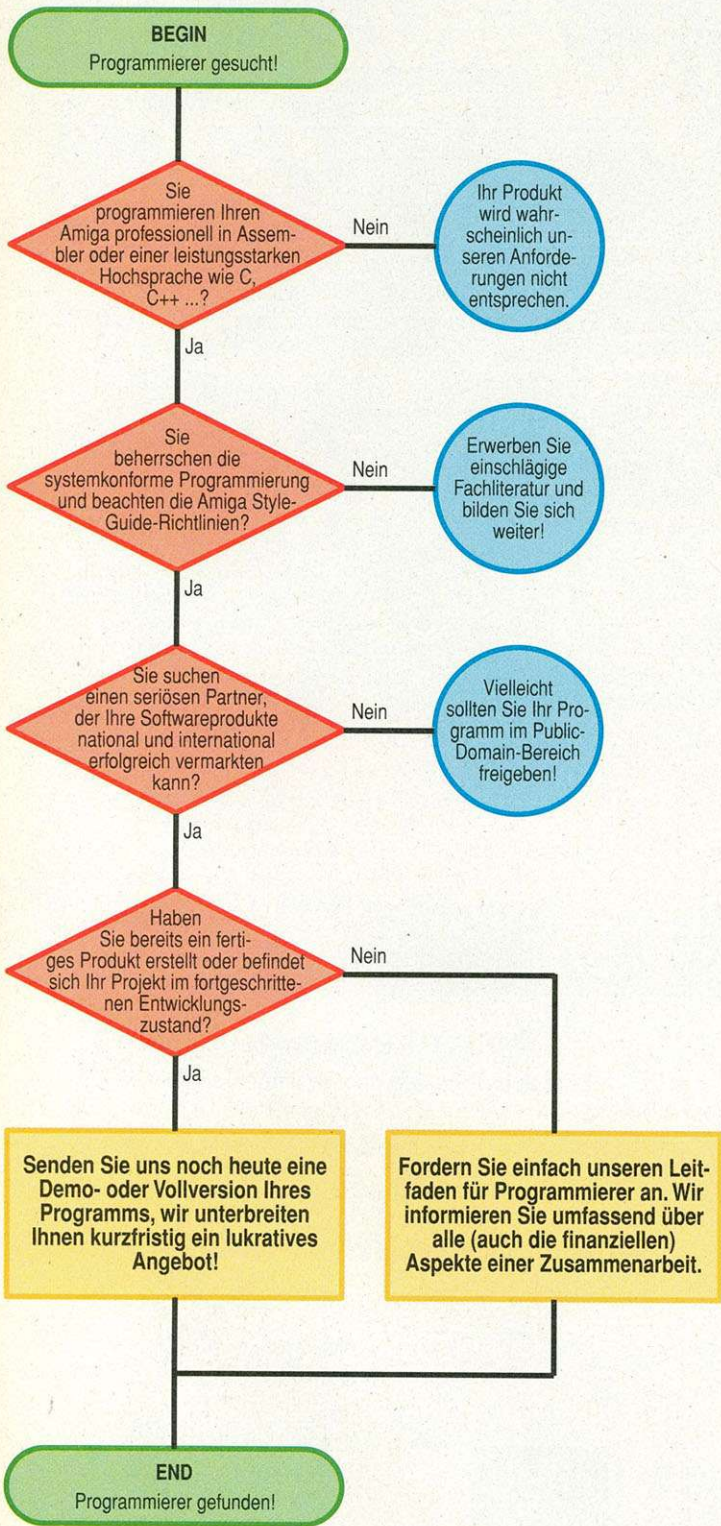 BEGIN
Programmierer gesucht!
Sie
programmieren Ihren
Amiga professionell in Assem-
bler oder einer leistungsstarken
Hochsprache wie C,
C++ ...?
Nein
Ihr Produkt
wird wahr-
scheinlich un-
seren Anforde-
rungen nicht
entsprechen.
Ja
Sie
beherrschen die
systemkonforme Programmierung
und beachten die Amiga Style-
Guide-Richtlinien?
Nein
Erwerben Sie
einschlägige
Fachliteratur und
bilden Sie sich
weiter!
Ja
Sie suchen
einen seriösen Partner,
der Ihre Softwareprodukte
national und international
erfolgreich vermarkten
kann?
Nein
Vielleicht
sollten Sie Ihr Pro-
gramm im Public-
Domain-Bereich
freigeben!
Ja
Haben
Sie bereits ein ferti-
ges Produkt erstellt oder befindet
sich Ihr Projekt im fortgeschritte-
nen Entwicklungs-
zustand?
Nein
Ja
Senden Sie uns noch heute eine
Demo- oder Vollversion Ihres
Programms, wir unterbreiten
Ihnen kurzfristig ein lukratives
Angebot!
Fordern Sie einfach unseren Leit-
faden für Programmierer an. Wir
informieren Sie umfassend über
alle (auch die finanziellen)
Aspekte einer Zusammenarbeit.
END
Programmierer gefunden!